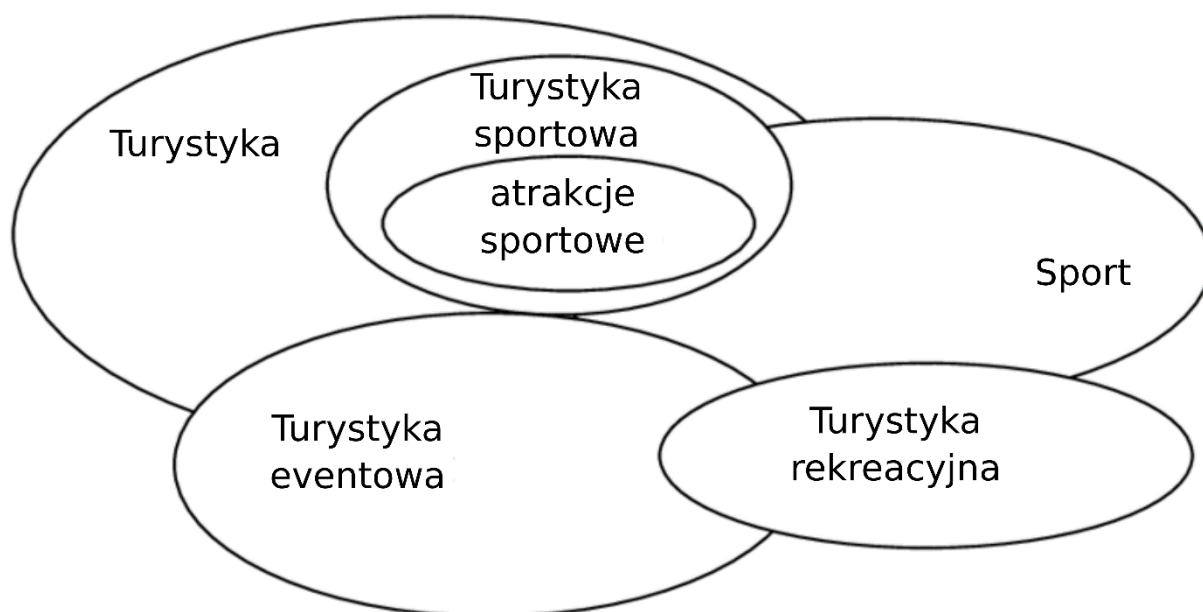 Turystyka
Turystyka
sportowa
atrakcje
sportowe
Sport
Turystyka
eventowa
Turystyka
rekreacyjna